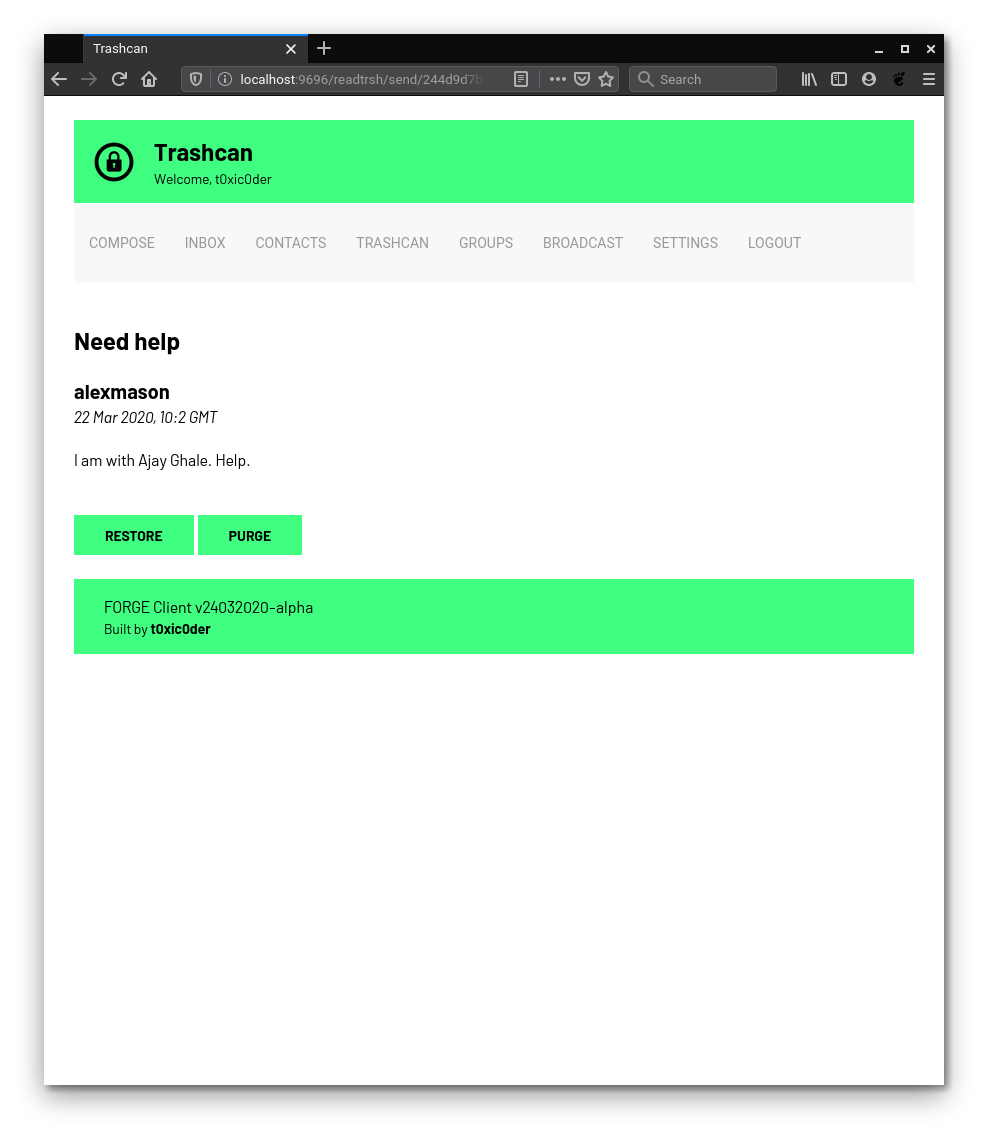 Trashcan
localhost:9696/readtrsh/send/244d9d7b
Search
Trashcan
Welcome, t0xic0der
COMPOSE INBOX CONTACTS TRASHCAN GROUPS BROADCAST SETTINGS LOGOUT
Need help
alexmason
22 Mar 2020, 10:2 GMT
I am with Ajay Ghale. Help.
RESTORE PURGE
FORGE Client v24032020-alpha
Built by t0xic0der